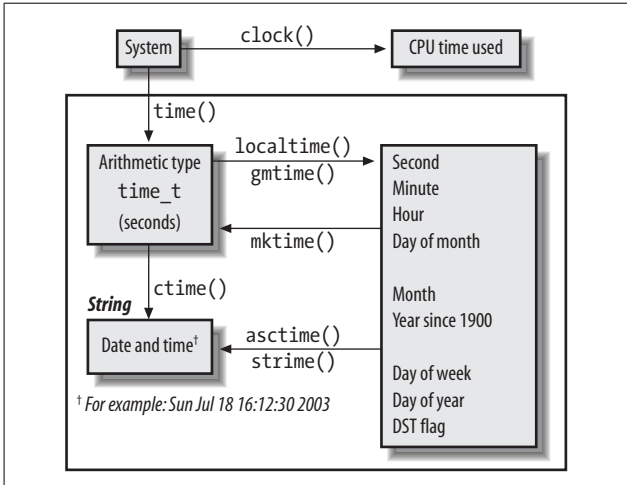 System
clock()
CPU time used
time()
Arithmetic type
time_t
(seconds)
localtime()
gmtime()
mktime()
Second
Minute
Hour
Day of month
Month
Year since 1900
Day of week
Day of year
DST flag
ctime()
String
Date and time†
asctime()
strime()
† For example: Sun Jul 18 16:12:30 2003